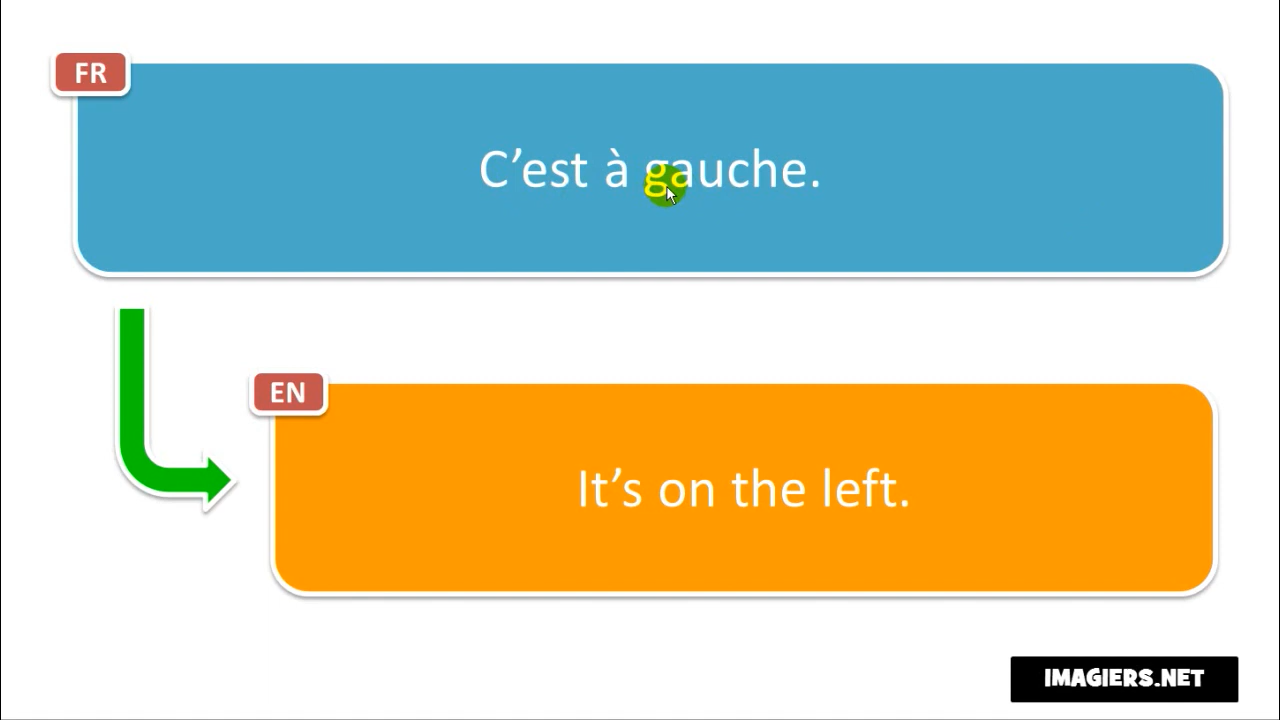 FR
C’est à gauche.
EN
It’s on the left.
IMAGIERS.NET